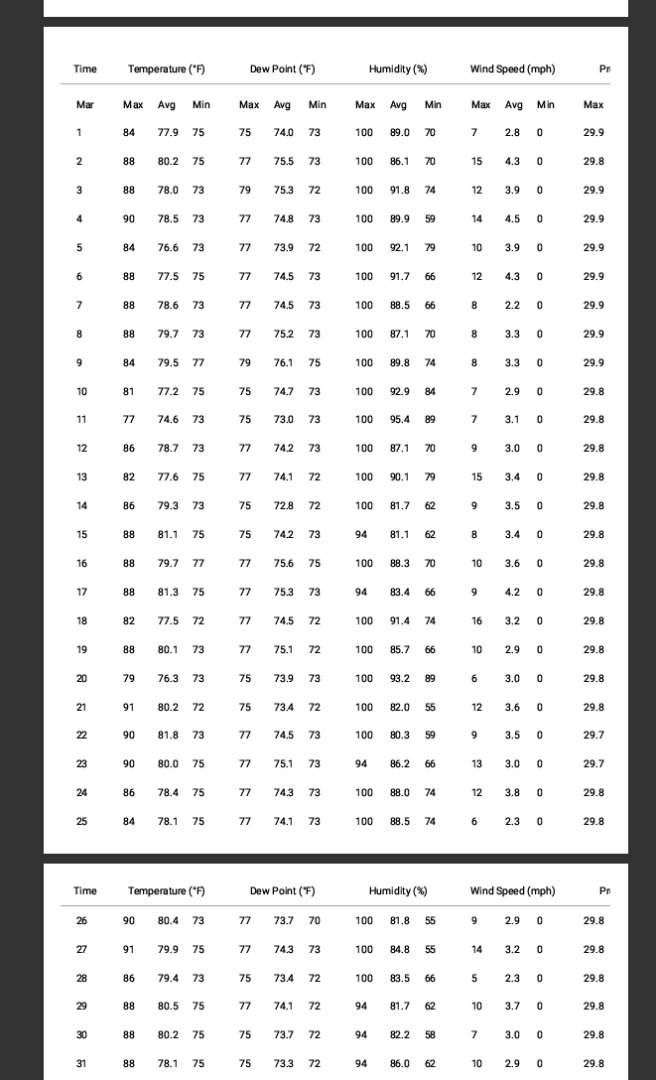 Time Temperature (°F) Dew Point (°F) Humidity (%) Wind Speed (mph) Pr
Mar Max Avg Min Max Avg Min Max Avg Min Max Avg Min Max
1 84 77.9 75 75 74.0 73 100 89.0 70 7 2.8 0 29.9
2 88 80.2 75 77 75.5 73 100 86.1 70 15 4.3 0 29.8
3 88 78.0 73 79 75.3 72 100 91.8 74 12 3.9 0 29.9
4 90 78.5 73 77 74.8 73 100 89.9 59 14 4.5 0 29.9
5 84 76.6 73 77 73.9 72 100 92.1 79 10 3.9 0 29.9
6 88 77.5 75 77 74.5 73 100 91.7 66 12 4.3 0 29.9
7 88 78.6 73 77 74.5 73 100 88.5 66 8 2.2 0 29.9
8 88 79.7 73 77 75.2 73 100 87.1 70 8 3.3 0 29.9
9 84 79.5 77 79 76.1 75 100 89.8 74 8 3.3 0 29.9
10 81 77.2 75 75 74.7 73 100 92.9 84 7 2.9 0 29.8
11 77 74.6 73 75 73.0 73 100 95.4 89 7 3.1 0 29.8
12 86 78.7 73 77 74.2 73 100 87.1 70 9 3.0 0 29.8
13 82 77.6 75 77 74.1 72 100 90.1 79 15 3.4 0 29.8
14 86 79.3 73 75 72.8 72 100 81.7 62 9 3.5 0 29.8
15 88 81.1 75 75 74.2 73 94 81.1 62 8 3.4 0 29.8
16 88 79.7 77 77 75.6 75 100 88.3 70 10 3.6 0 29.8
17 88 81.3 75 77 75.3 73 94 83.4 66 9 4.2 0 29.8
18 82 77.5 72 77 74.5 72 100 91.4 74 16 3.2 0 29.8
19 88 80.1 73 77 75.1 72 100 85.7 66 10 2.9 0 29.8
20 79 76.3 73 75 73.9 73 100 93.2 89 6 3.0 0 29.8
21 91 80.2 72 75 73.4 72 100 82.0 55 12 3.6 0 29.8
22 90 81.8 73 77 74.5 73 100 80.3 59 9 3.5 0 29.7
23 90 80.0 75 77 75.1 73 94 86.2 66 13 3.0 0 29.7
24 86 78.4 75 77 74.3 73 100 88.0 74 12 3.8 0 29.8
25 84 78.1 75 77 74.1 73 100 88.5 74 6 2.3 0 29.8
Time Temperature (°F) Dew Point (°F) Humidity (%) Wind Speed (mph) Pr
26 90 80.4 73 77 73.7 70 100 81.8 55 9 2.9 0 29.8
27 91 79.9 75 77 74.3 73 100 84.8 55 14 3.2 0 29.8
28 86 79.4 73 75 73.4 72 100 83.5 66 5 2.3 0 29.8
29 88 80.5 75 77 74.1 72 94 81.7 62 10 3.7 0 29.8
30 88 80.2 75 75 73.7 72 94 82.2 58 7 3.0 0 29.8
31 88 78.1 75 75 73.3 72 94 86.0 62 10 2.9 0 29.8